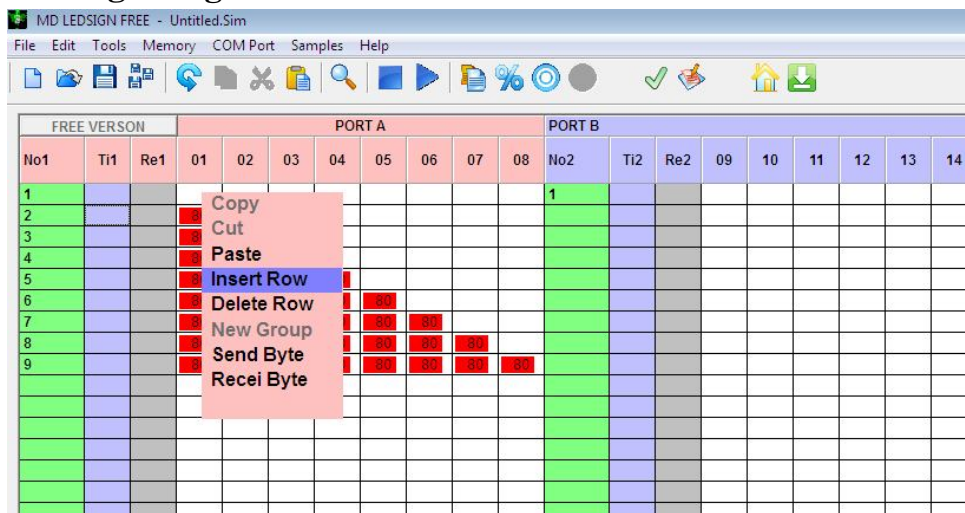 MD LEDSIGN FREE - Untitled.Sim
File Edit Tools Memory COM Port Samples Help
FREE VERSON PORT A PORT B
No1 Ti1 Re1 01 02 03 04 05 06 07 08 No2 Ti2 Re2 09 10 11 12 13 14
1 1
2
3
4
5
6 80
7 80 80
8 80 80 80
9 80 80 80 80
Copy
Cut
Paste
Insert Row
Delete Row
New Group
Send Byte
Recei Byte